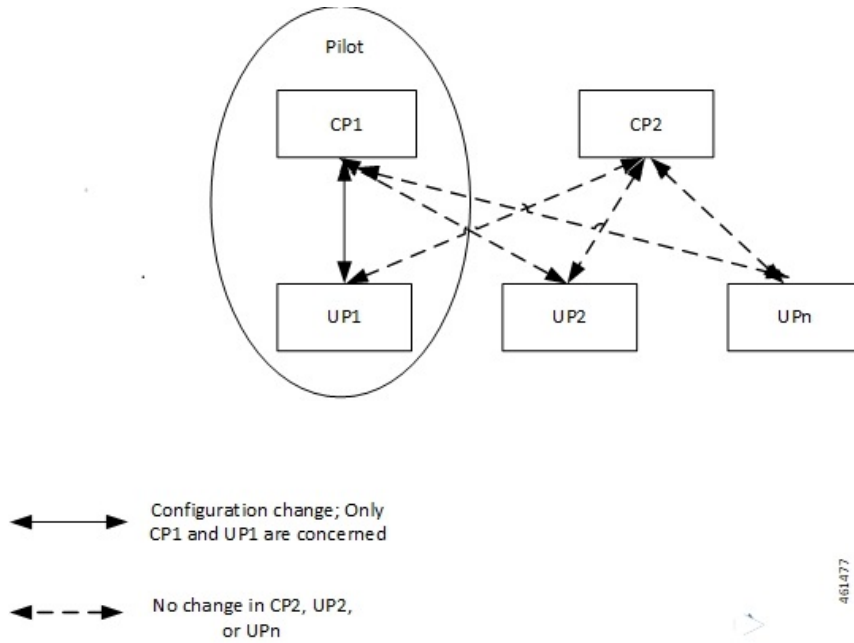 Pilot
CP1
CP2
UP1
UP2
UPn
Configuration change; Only
CP1 and UP1 are concerned
No change in CP2, UP2,
or UPn
461477